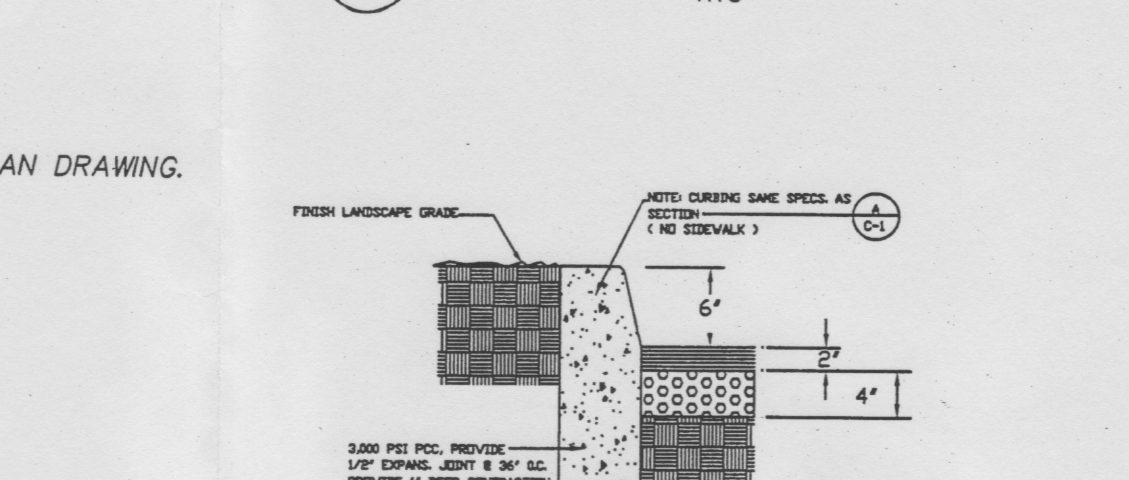 AN DRAWING.
FINISH LANDSCAPE GRADE
NOTE: CURBING SAME SPECS. AS
SECTION
( NO SIDEWALK )
A
C-1
6"
2"
4"
3,000 PSI PCC, PROVIDE
1/2" EXPANS. JOINT @ 36" O.C.